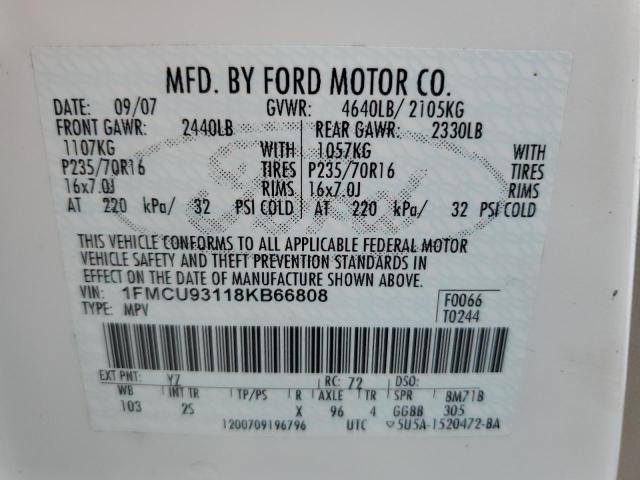 MFD. BY FORD MOTOR CO.
DATE: 09/07 GVWR: 4640LB/ 2105KG
FRONT GAWR: 2440LB REAR GAWR: 2330LB
1107KG WITH 1057KG WITH
P235/70R16 TIRES P235/70R16 TIRES
16x7.0J RIMS 16x7.0J RIMS
AT 220 kPa/ 32 PSI COLD AT 220 kPa/ 32 PSI COLD
THIS VEHICLE CONFORMS TO ALL APPLICABLE FEDERAL MOTOR
VEHICLE SAFETY AND THEFT PREVENTION STANDARDS IN
EFFECT ON THE DATE OF MANUFACTURE SHOWN ABOVE.
VIN: 1FMCU93118KB66808 F0066
TYPE: MPV T0244
EXT PNT: YZ RC: 72 DSO:
WB INT TR TP/PS R AXLE TR SPR BM71B
103 2S X 96 4 GGBB 305
1200709196796 UTC 5U5A-1520472-BA